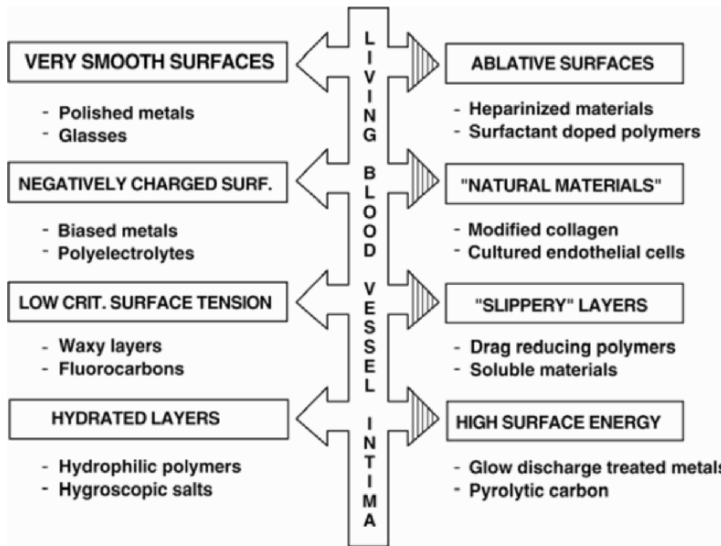 VERY SMOOTH SURFACES
- Polished metals
- Glasses
NEGATIVELY CHARGED SURF.
- Biased metals
- Polyelectrolytes
LOW CRIT. SURFACE TENSION
- Waxy layers
- Fluorocarbons
HYDRATED LAYERS
- Hydrophilic polymers
- Hygroscopic salts
LIVING BLOOD VESSEL INTIMA
ABLATIVE SURFACES
- Heparinized materials
- Surfactant doped polymers
"NATURAL MATERIALS"
- Modified collagen
- Cultured endothelial cells
"SLIPPERY" LAYERS
- Drag reducing polymers
- Soluble materials
HIGH SURFACE ENERGY
- Glow discharge treated metals
- Pyrolytic carbon